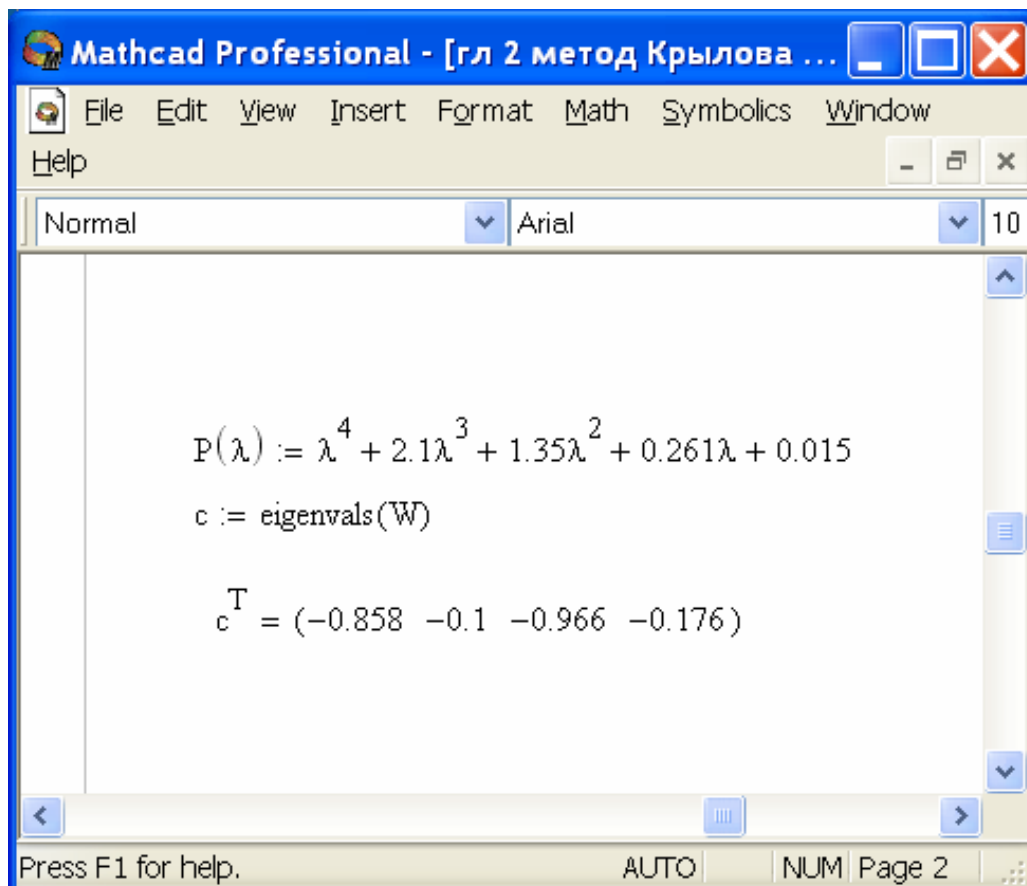 Mathcad Professional - [гл 2 метод Крылова ...
File Edit View Insert Format Math Symbolics Window
Help
Normal Arial 10
P(λ) := λ^4 + 2.1λ^3 + 1.35λ^2 + 0.261λ + 0.015
c := eigenvals(W)
c^T = (−0.858 −0.1 −0.966 −0.176)
Press F1 for help. AUTO NUM Page 2